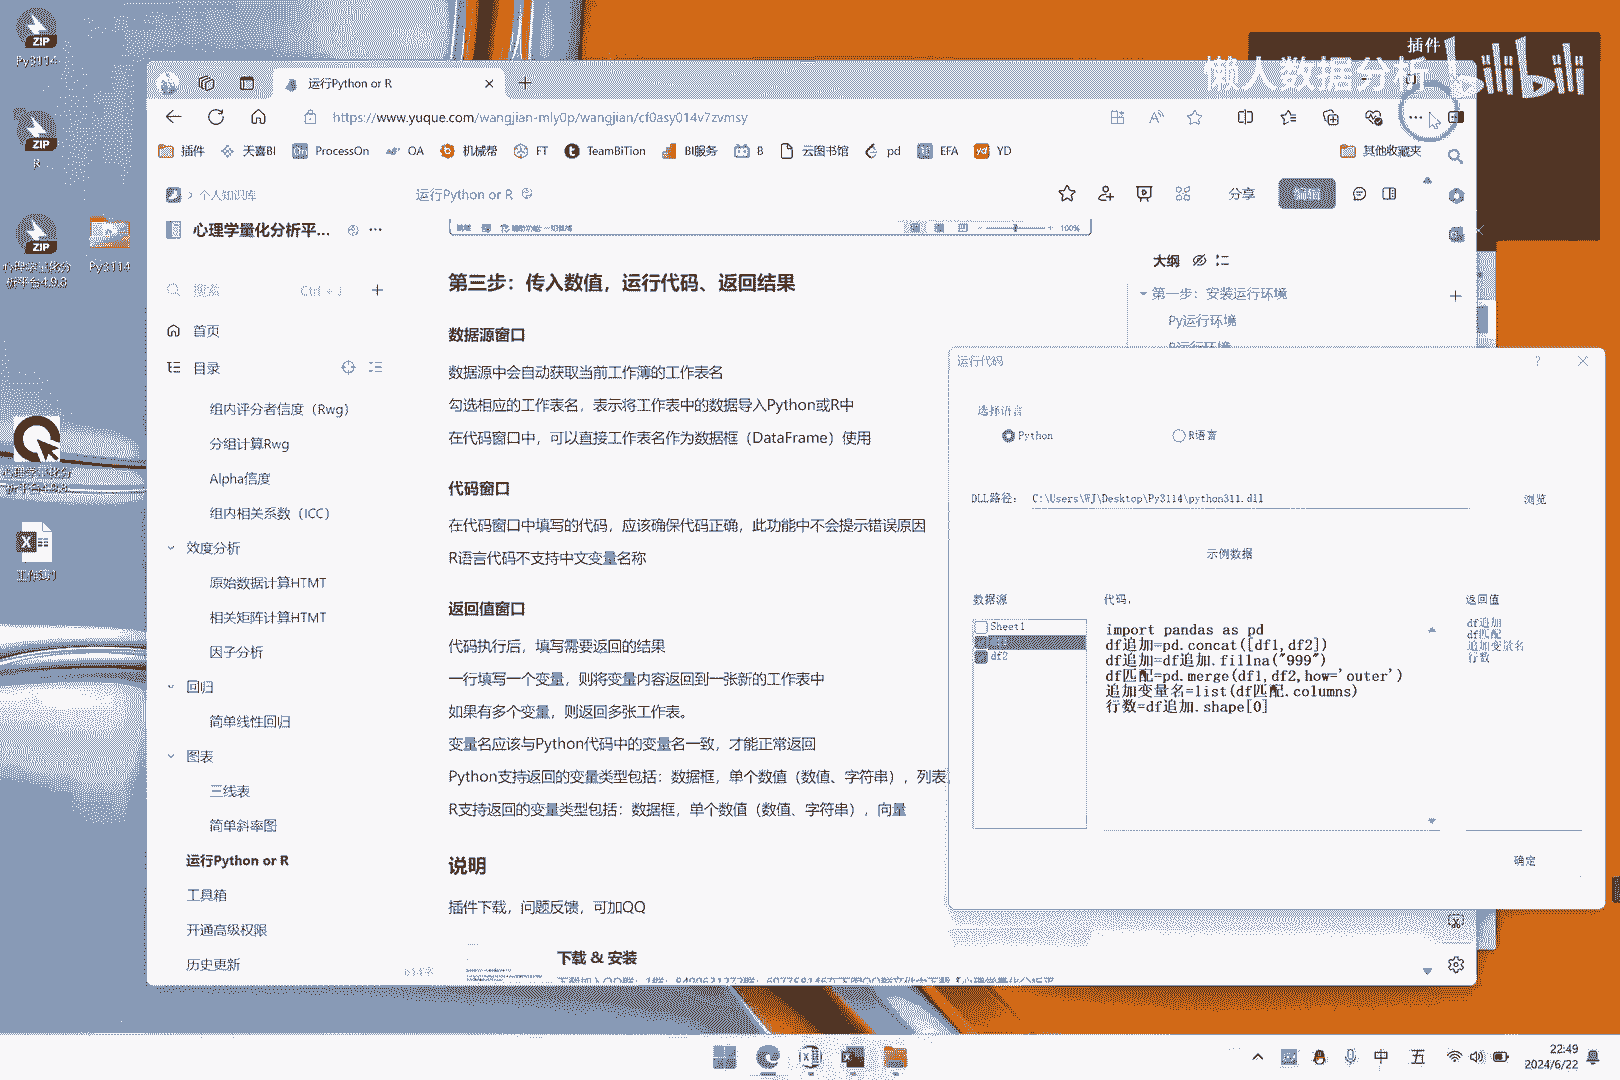 Py3114
R
心理学量化分
析平台4.9.8
Py3114
心理学量化分
析平台4.9.8
工作簿1
插件
懒人数据分析
bilibili
运行Python or R
https://www.yuque.com/wangjian-mly0p/wangjian/cf0asy014v7zvmsy
插件
天喜BI
ProcessOn
OA
机械帮
FT
TeamBiTion
BI服务
B
云图书馆
pd
EFA
YD
其他收藏夹
个人知识库
运行Python or R
分享
编辑
心理学量化分析平...
搜索
Ctrl + J
首页
目录
组内评分者信度（Rwg）
分组计算Rwg
Alpha信度
组内相关系数（ICC）
效度分析
原始数据计算HTMT
相关矩阵计算HTMT
因子分析
回归
简单线性回归
图表
三线表
简单斜率图
运行Python or R
工具箱
开通高级权限
历史更新
100%
第三步：传入数值，运行代码、返回结果
数据源窗口
数据源中会自动获取当前工作簿的工作表名
勾选相应的工作表名，表示将工作表中的数据导入Python或R中
在代码窗口中，可以直接工作表名作为数据框（DataFrame）使用
代码窗口
在代码窗口中填写的代码，应该确保代码正确，此功能中不会提示错误原因
R语言代码不支持中文变量名称
返回值窗口
代码执行后，填写需要返回的结果
一行填写一个变量，则将变量内容返回到一张新的工作表中
如果有多个变量，则返回多张工作表。
变量名应该与Python代码中的变量名一致，才能正常返回
Python支持返回的变量类型包括：数据框，单个数值（数值、字符串），列表
R支持返回的变量类型包括：数据框，单个数值（数值、字符串），向量
说明
插件下载，问题反馈，可加QQ
下载 & 安装
大纲
第一步：安装运行环境
Py运行环境
R运行环境
运行代码
选择语言
Python
R语言
DLL路径：
C:\Users\WJ\Desktop\Py3114\python311.dll
浏览
示例数据
数据源
Sheet1
df2
代码，
import pandas as pd
df追加=pd.concat([df1,df2])
df追加=df追加.fillna("999")
df匹配=pd.merge(df1,df2,how='outer')
追加变量名=list(df匹配.columns)
行数=df追加.shape[0]
返回值
df追加
df匹配
追加变量名
行数
确定
中
五
22:49
2024/6/22